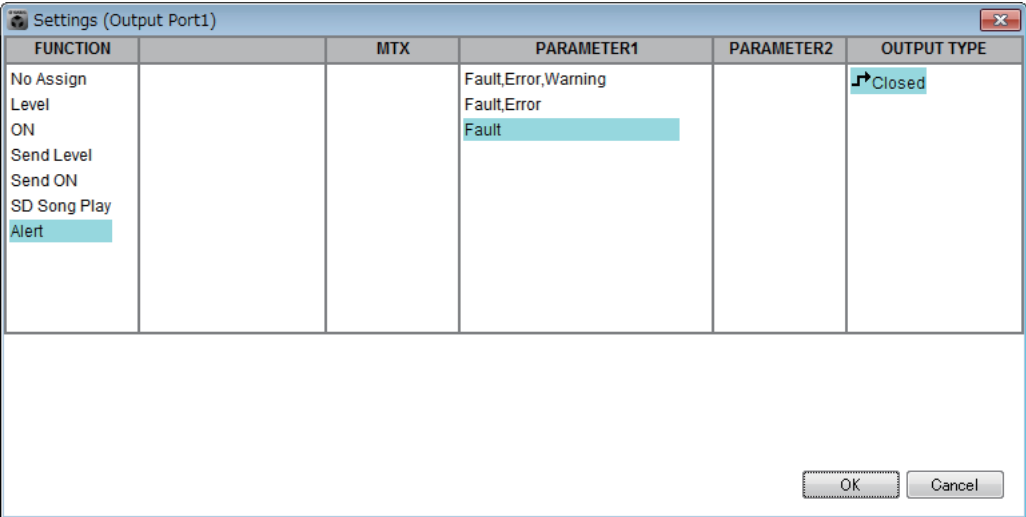 Settings (Output Port1)
FUNCTION MTX PARAMETER1 PARAMETER2 OUTPUT TYPE
No Assign Fault,Error,Warning Closed
Level Fault,Error
ON Fault
Send Level
Send ON
SD Song Play
Alert
OK Cancel